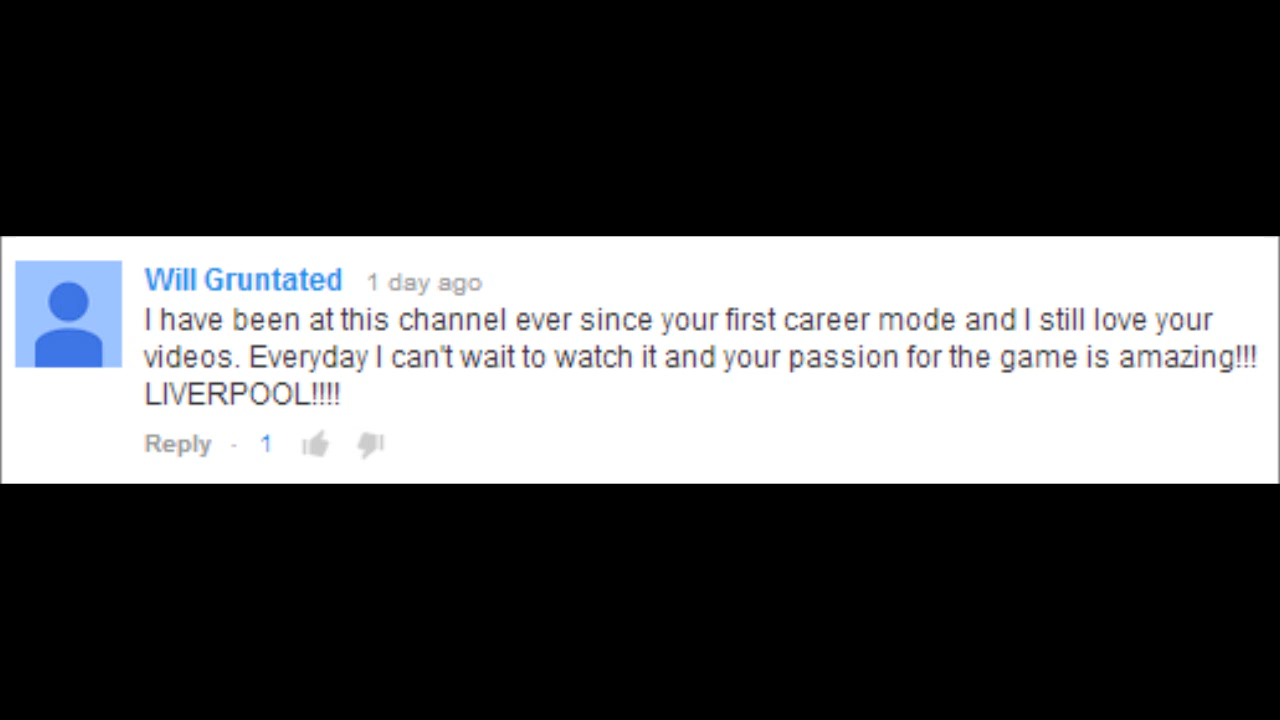 Will Gruntated 1 day ago
I have been at this channel ever since your first career mode and I still love your
videos. Everyday I can't wait to watch it and your passion for the game is amazing!!!
LIVERPOOL!!!!
Reply - 1